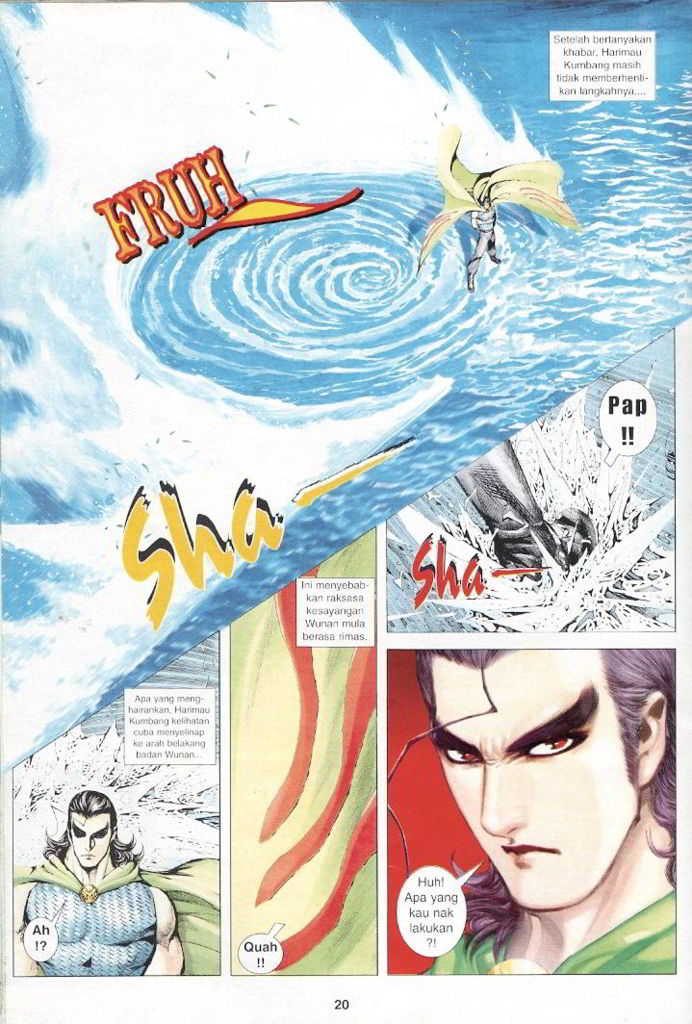 Setelah bertanyakan
khabar, Harimau
Kumbang masih
tidak memberhenti-
kan langkahnya....
FRUH
Sha
Pap
!!
Sha
Apa yang meng-
hairankan, Harimau
Kumbang kelihatan
cuba menyelinap
ke arah belakang
badan Wunan...
Ah
!?
Ini menyebab-
kan raksasa
kesayangan
Wunan mula
berasa rimas.
Quah
!!
Huh!
Apa yang
kau nak
lakukan
?!
20